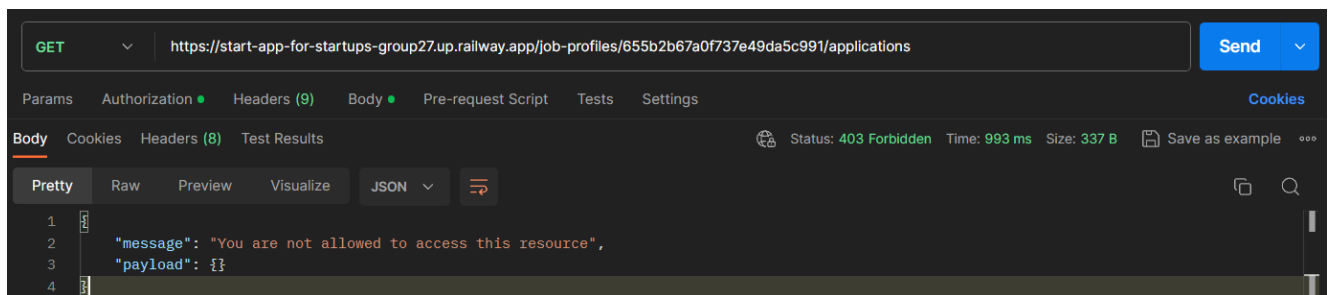 GET https://start-app-for-startups-group27.up.railway.app/job-profiles/655b2b67a0f737e49da5c991/applications Send
Params Authorization Headers (9) Body Pre-request Script Tests Settings Cookies
Body Cookies Headers (8) Test Results Status: 403 Forbidden Time: 993 ms Size: 337 B Save as example
Pretty Raw Preview Visualize JSON
1 {
2 "message": "You are not allowed to access this resource",
3 "payload": {}
4 }